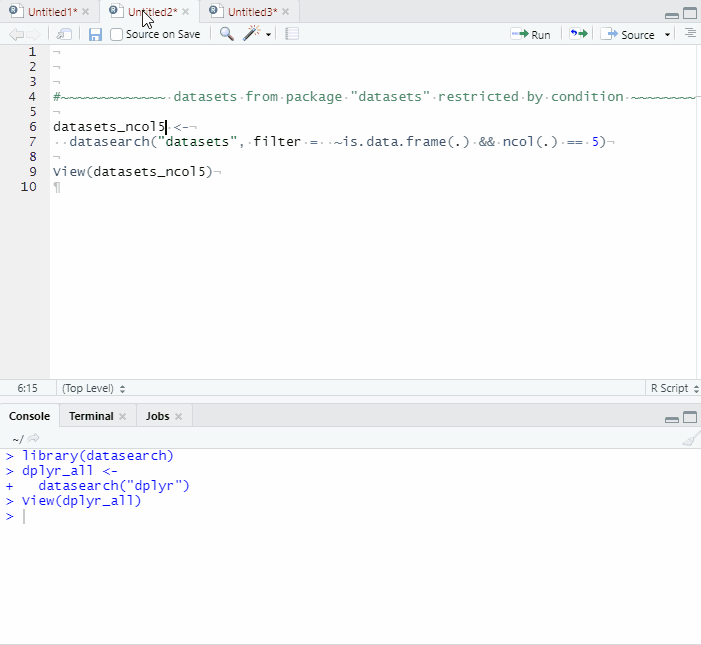 Untitled1* Untitled2* Untitled3*
Source on Save Run Source
1
2
3
4 #~~~~~~~~~~~~~~ datasets from package "datasets" restricted by condition ~~~~~~~~~
5
6 datasets_ncol5 <-
7 datasearch("datasets", filter = ~is.data.frame(.) && ncol(.) == 5)
8
9 View(datasets_ncol5)
10
6:15 (Top Level) R Script
Console Terminal Jobs
~/
> library(datasearch)
> dplyr_all <-
+ datasearch("dplyr")
> View(dplyr_all)
>